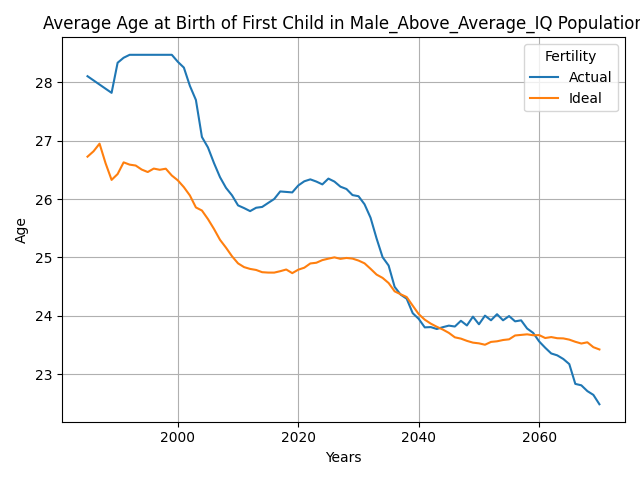 Average Age at Birth of First Child in Male_Above_Average_IQ Population
Fertility
Actual
Ideal
Age
28
27
26
25
24
23
2000 2020 2040 2060
Years